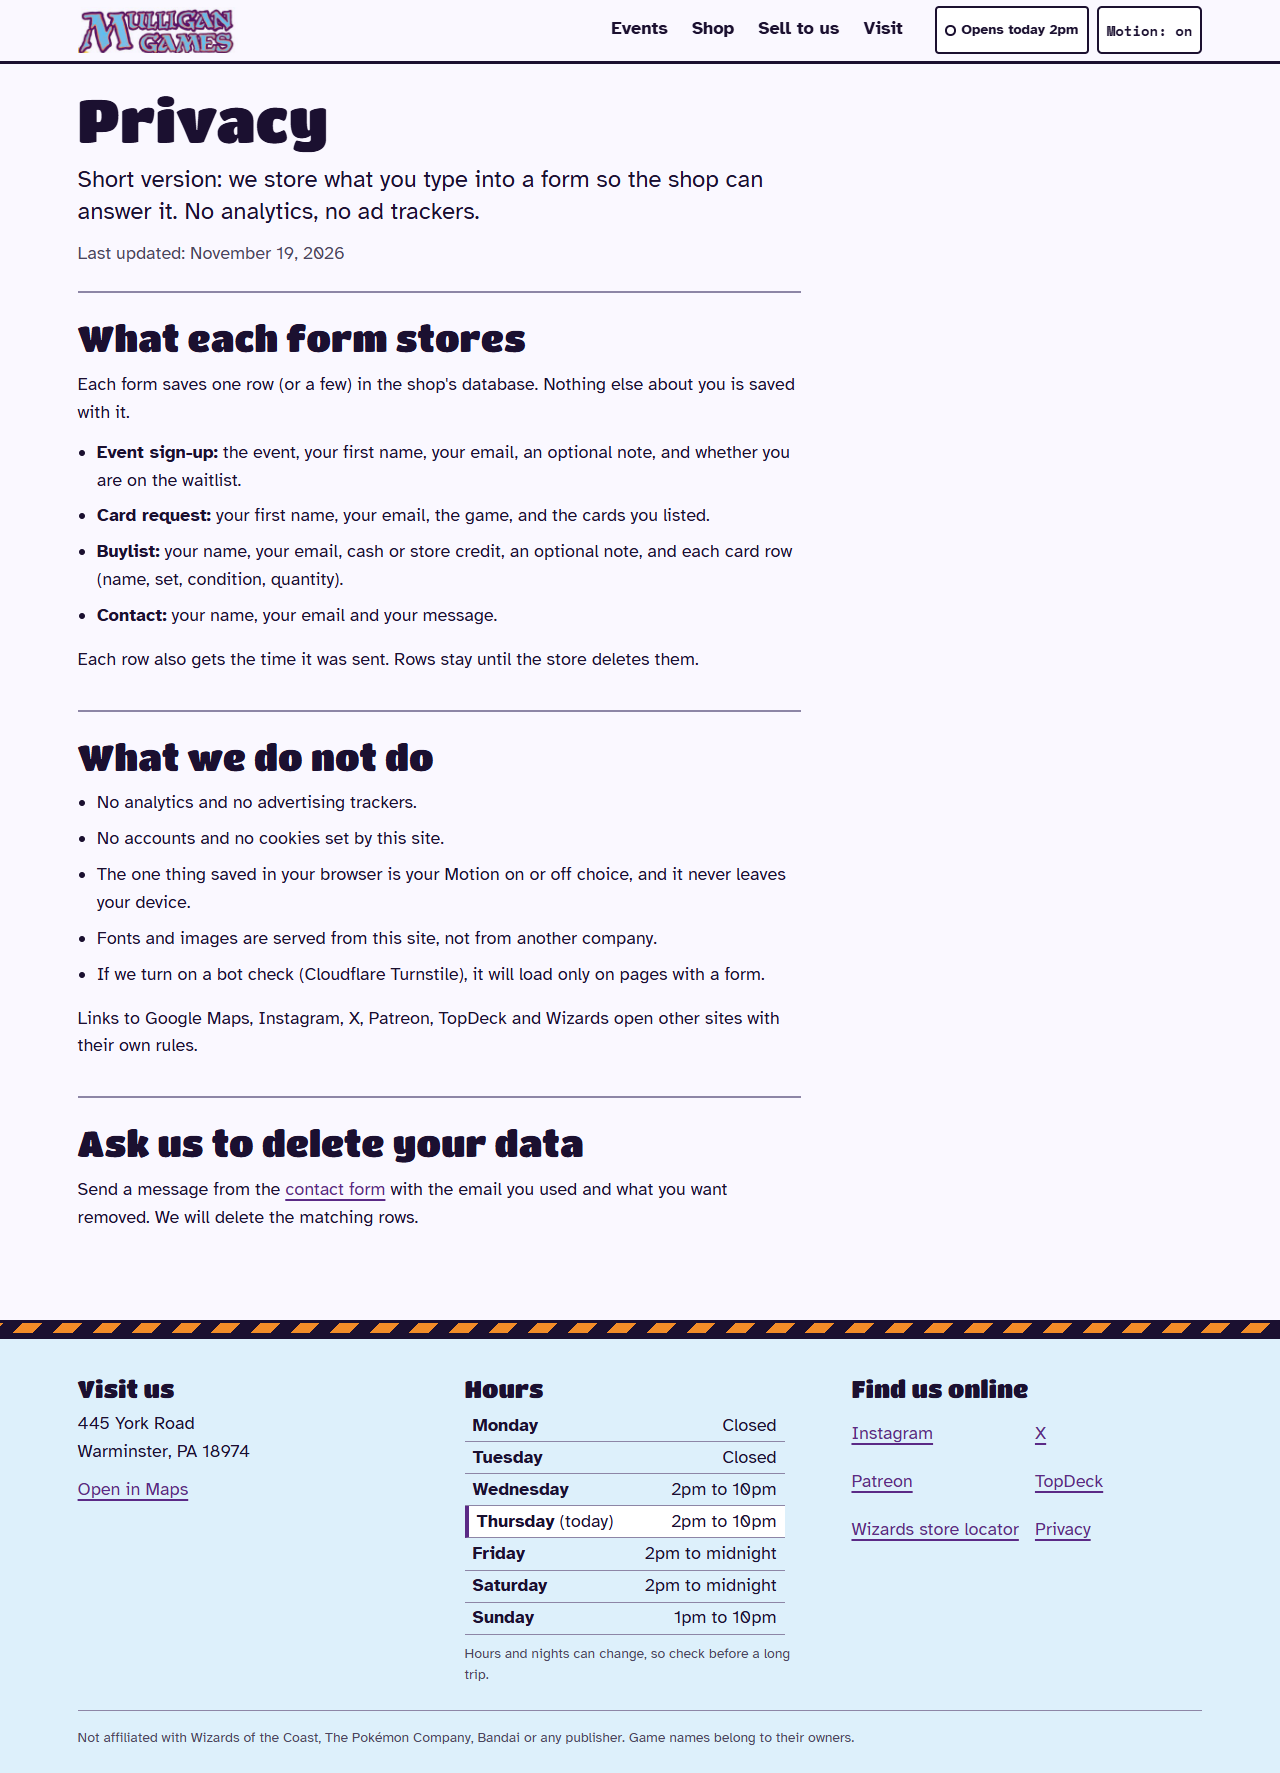 MULLIGAN
GAMES
Events
Shop
Sell to us
Visit
Opens today 2pm
Motion: on
Privacy
Short version: we store what you type into a form so the shop can
answer it. No analytics, no ad trackers.
Last updated: November 19, 2026
What each form stores
Each form saves one row (or a few) in the shop's database. Nothing else about you is saved
with it.
• Event sign-up: the event, your first name, your email, an optional note, and whether you
are on the waitlist.
• Card request: your first name, your email, the game, and the cards you listed.
• Buylist: your name, your email, cash or store credit, an optional note, and each card row
(name, set, condition, quantity).
• Contact: your name, your email and your message.
Each row also gets the time it was sent. Rows stay until the store deletes them.
What we do not do
• No analytics and no advertising trackers.
• No accounts and no cookies set by this site.
• The one thing saved in your browser is your Motion on or off choice, and it never leaves
your device.
• Fonts and images are served from this site, not from another company.
• If we turn on a bot check (Cloudflare Turnstile), it will load only on pages with a form.
Links to Google Maps, Instagram, X, Patreon, TopDeck and Wizards open other sites with
their own rules.
Ask us to delete your data
Send a message from the contact form with the email you used and what you want
removed. We will delete the matching rows.
Visit us
445 York Road
Warminster, PA 18974
Open in Maps
Hours
Monday Closed
Tuesday Closed
Wednesday 2pm to 10pm
Thursday (today) 2pm to 10pm
Friday 2pm to midnight
Saturday 2pm to midnight
Sunday 1pm to 10pm
Hours and nights can change, so check before a long
trip.
Find us online
Instagram X
Patreon TopDeck
Wizards store locator Privacy
Not affiliated with Wizards of the Coast, The Pokémon Company, Bandai or any publisher. Game names belong to their owners.